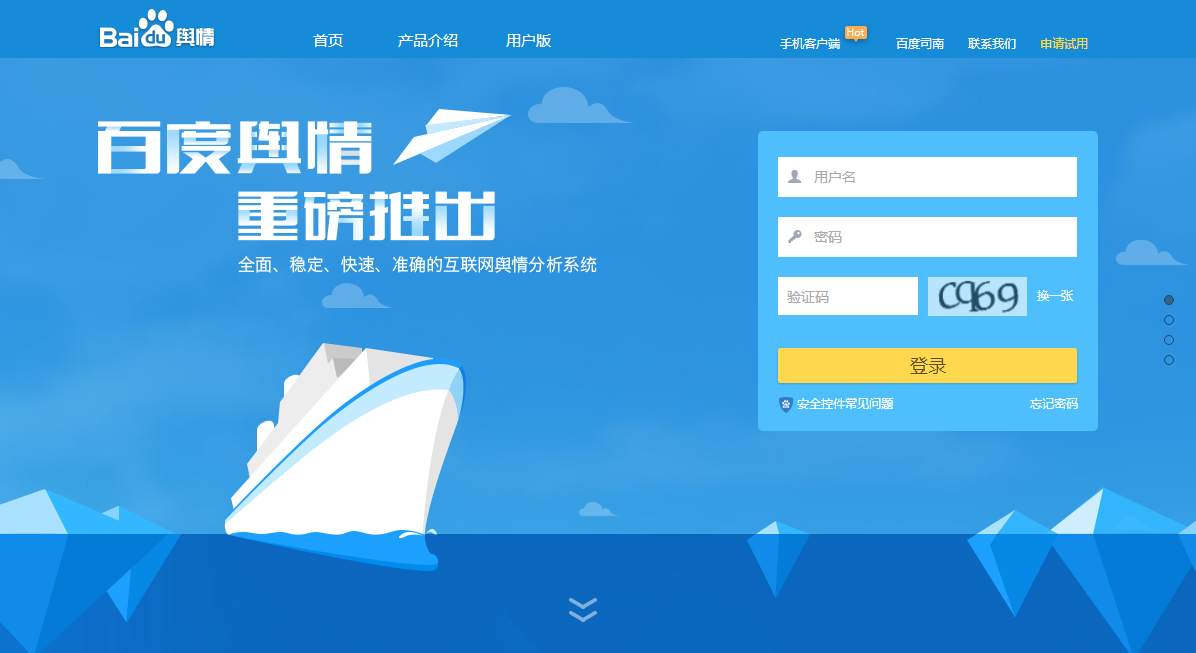 Baidu舆情
首页 产品介绍 用户版
手机客户端 Hot 百度司南 联系我们 申请试用
百度舆情
重磅推出
全面、稳定、快速、准确的互联网舆情分析系统
用户名
密码
验证码 cq69 换一张
登录
安全控件常见问题 忘记密码